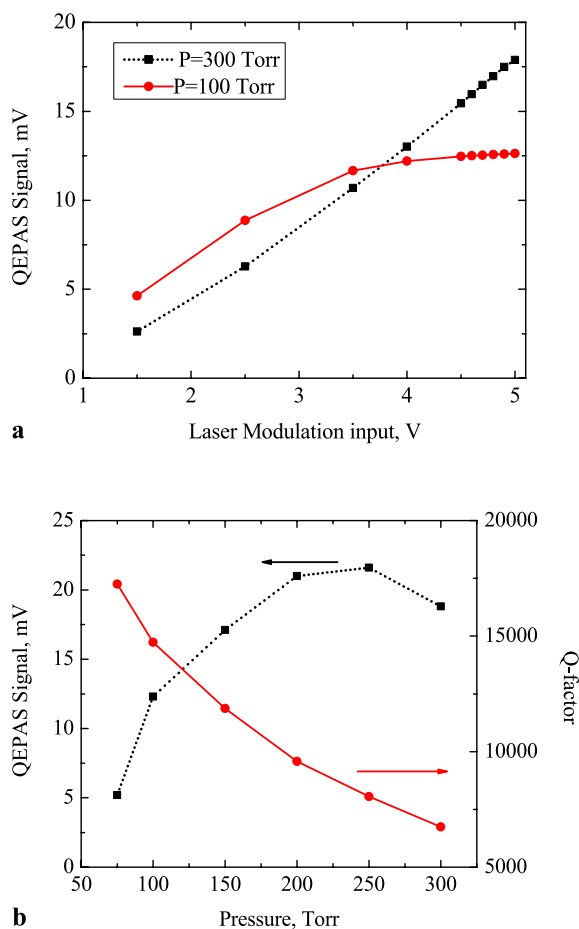 20
15
10
5
0
QEPAS Signal, mV
P=300 Torr
P=100 Torr
1 2 3 4 5
Laser Modulation input, V
a
25
20
15
10
5
0
QEPAS Signal, mV
20000
15000
10000
5000
Q-factor
50 100 150 200 250 300
Pressure, Torr
b